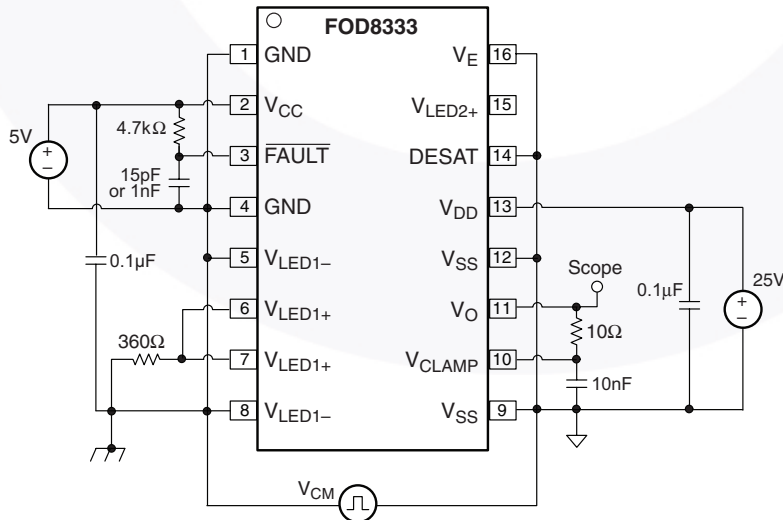 FOD8333
1 GND
2 VCC
3 FAULT
4 GND
5 VLED1–
6 VLED1+
7 VLED1+
8 VLED1–
VE 16
VLED2+ 15
DESAT 14
VDD 13
VSS 12
VO 11
VCLAMP 10
VSS 9
5V
+
–
4.7kΩ
15pF
or 1nF
0.1µF
360Ω
Scope
10Ω
10nF
0.1µF
25V
+
–
VCM